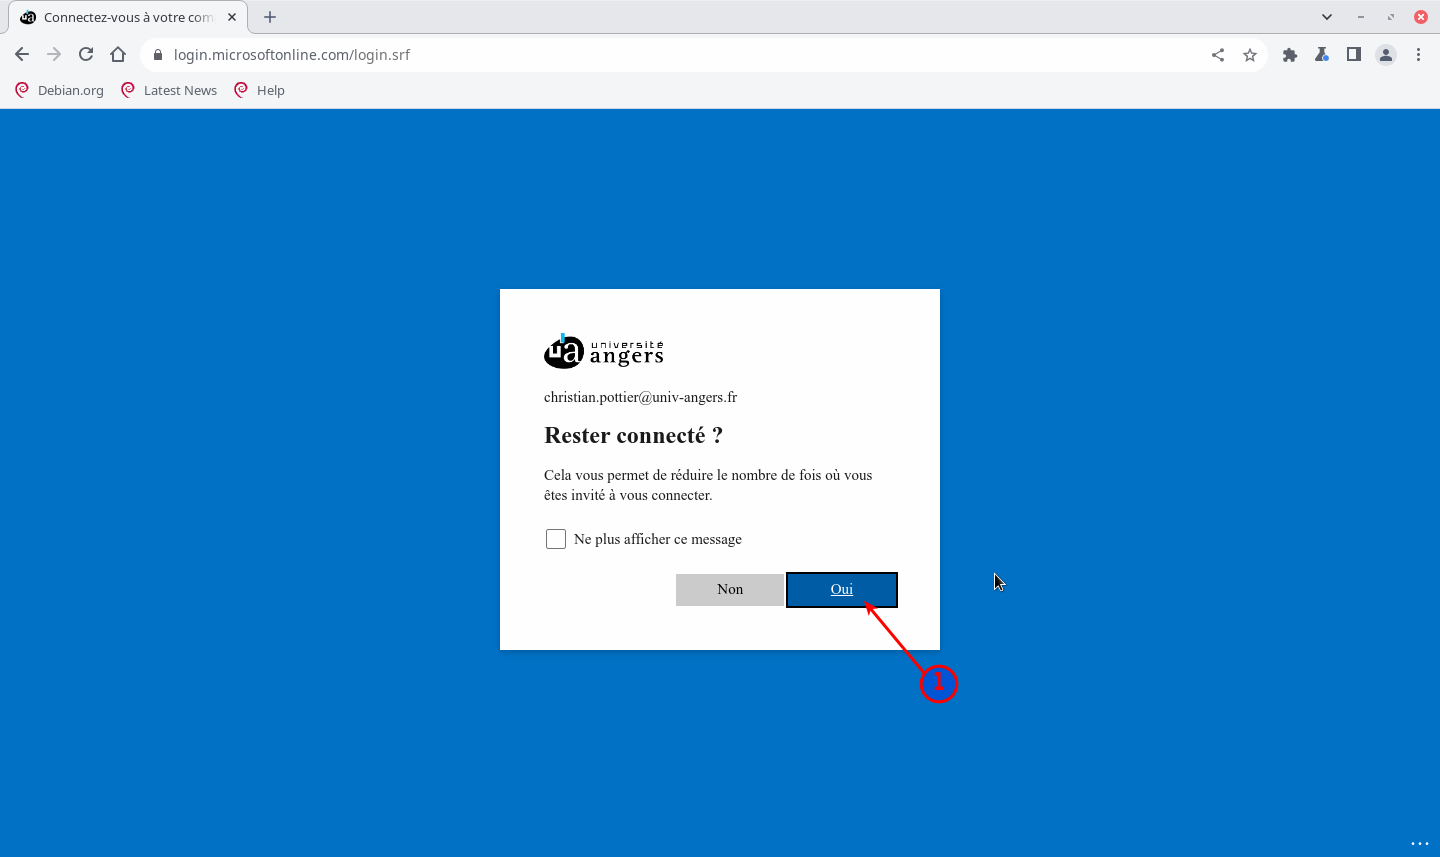 Connectez-vous à votre com
login.microsoftonline.com/login.srf
Debian.org Latest News Help
ua université angers
christian.pottier@univ-angers.fr
Rester connecté ?
Cela vous permet de réduire le nombre de fois où vous
êtes invité à vous connecter.
Ne plus afficher ce message
Non Oui
1